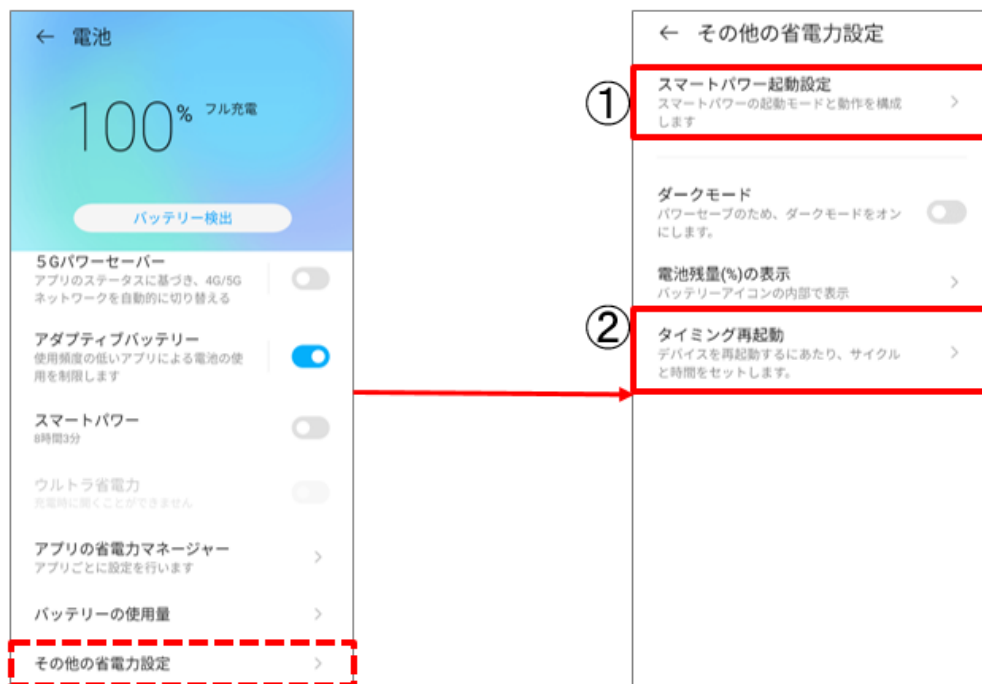 ← 電池
100% フル充電
バッテリー検出
5Gパワーセーバー
アプリのステータスに基づき、4G/5G
ネットワークを自動的に切り替える
アダプティブバッテリー
使用頻度の低いアプリによる電池の使
用を制限します
スマートパワー
8時間3分
ウルトラ省電力
充電時に開くことができません
アプリの省電力マネージャー
アプリごとに設定を行います
バッテリーの使用量
その他の省電力設定
← その他の省電力設定
①
スマートパワー起動設定
スマートパワーの起動モードと動作を構成
します
ダークモード
パワーセーブのため、ダークモードをオン
にします。
電池残量(%)の表示
バッテリーアイコンの内部で表示
②
タイミング再起動
デバイスを再起動するにあたり、サイクル
と時間をセットします。